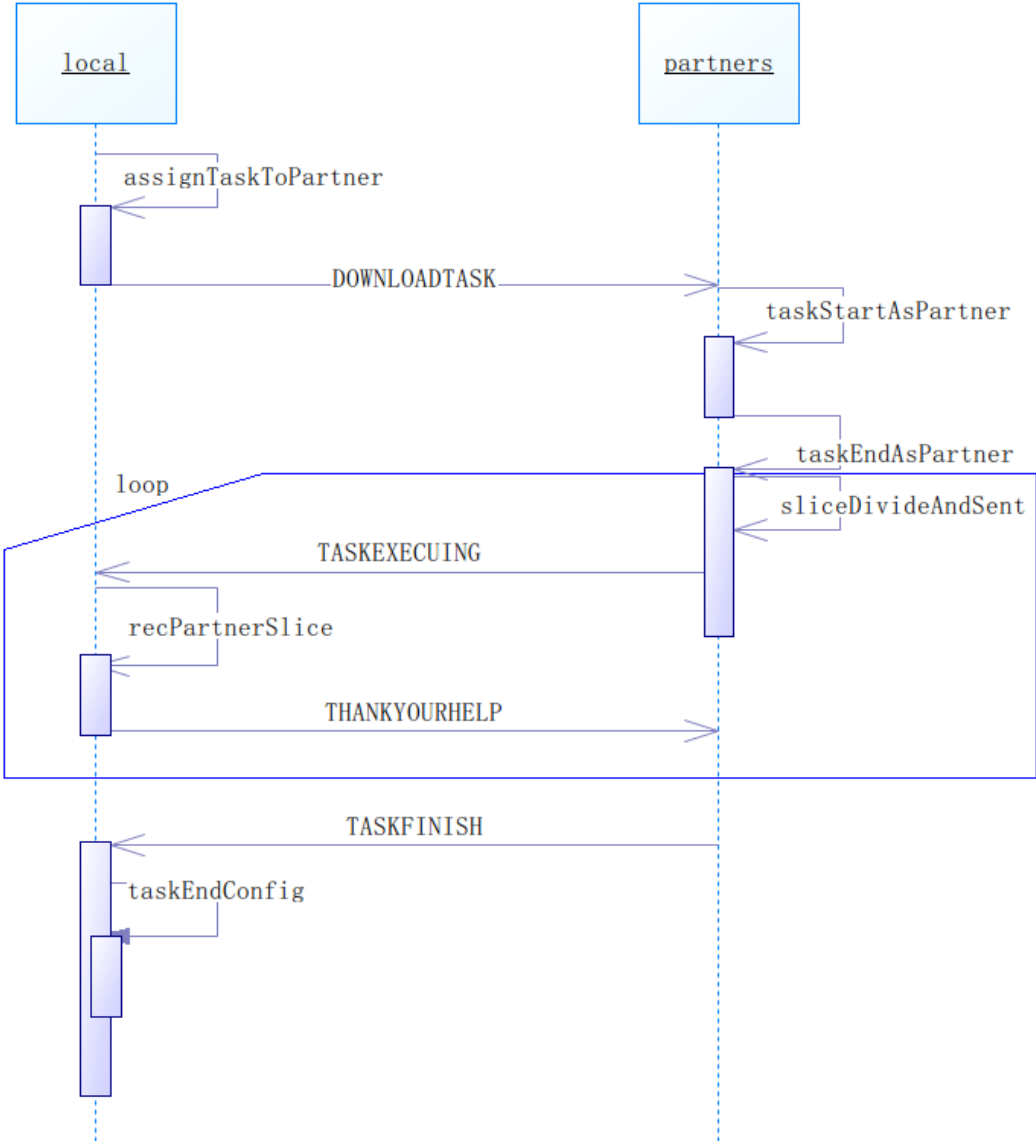 local
partners
assignTaskToPartner
DOWNLOADTASK
taskStartAsPartner
taskEndAsPartner
loop
sliceDivideAndSent
TASKEXECUING
recPartnerSlice
THANKYOURHELP
TASKFINISH
taskEndConfig